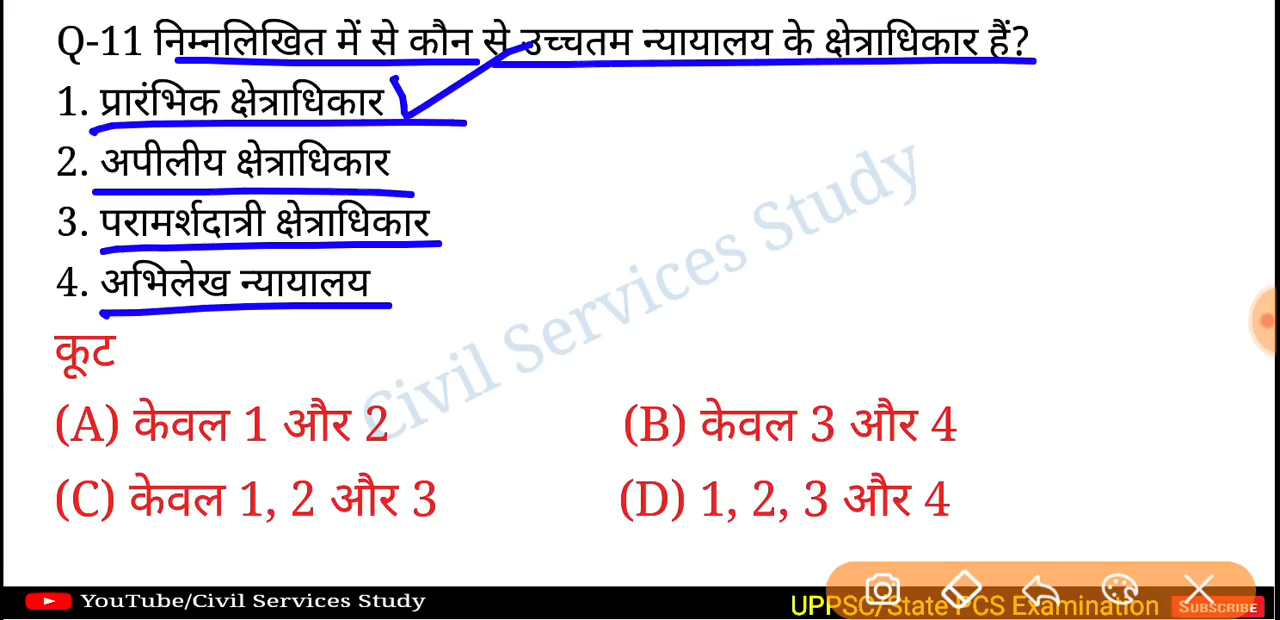 Q-11 निम्नलिखित में से कौन से उच्चतम न्यायालय के क्षेत्राधिकार हैं?
1. प्रारंभिक क्षेत्राधिकार
2. अपीलीय क्षेत्राधिकार
3. परामर्शदात्री क्षेत्राधिकार
4. अभिलेख न्यायालय
Civil Services Study
कूट
(A) केवल 1 और 2 (B) केवल 3 और 4
(C) केवल 1, 2 और 3 (D) 1, 2, 3 और 4
YouTube/Civil Services Study
UPPSC/State PCS Examination SUBSCRIBE